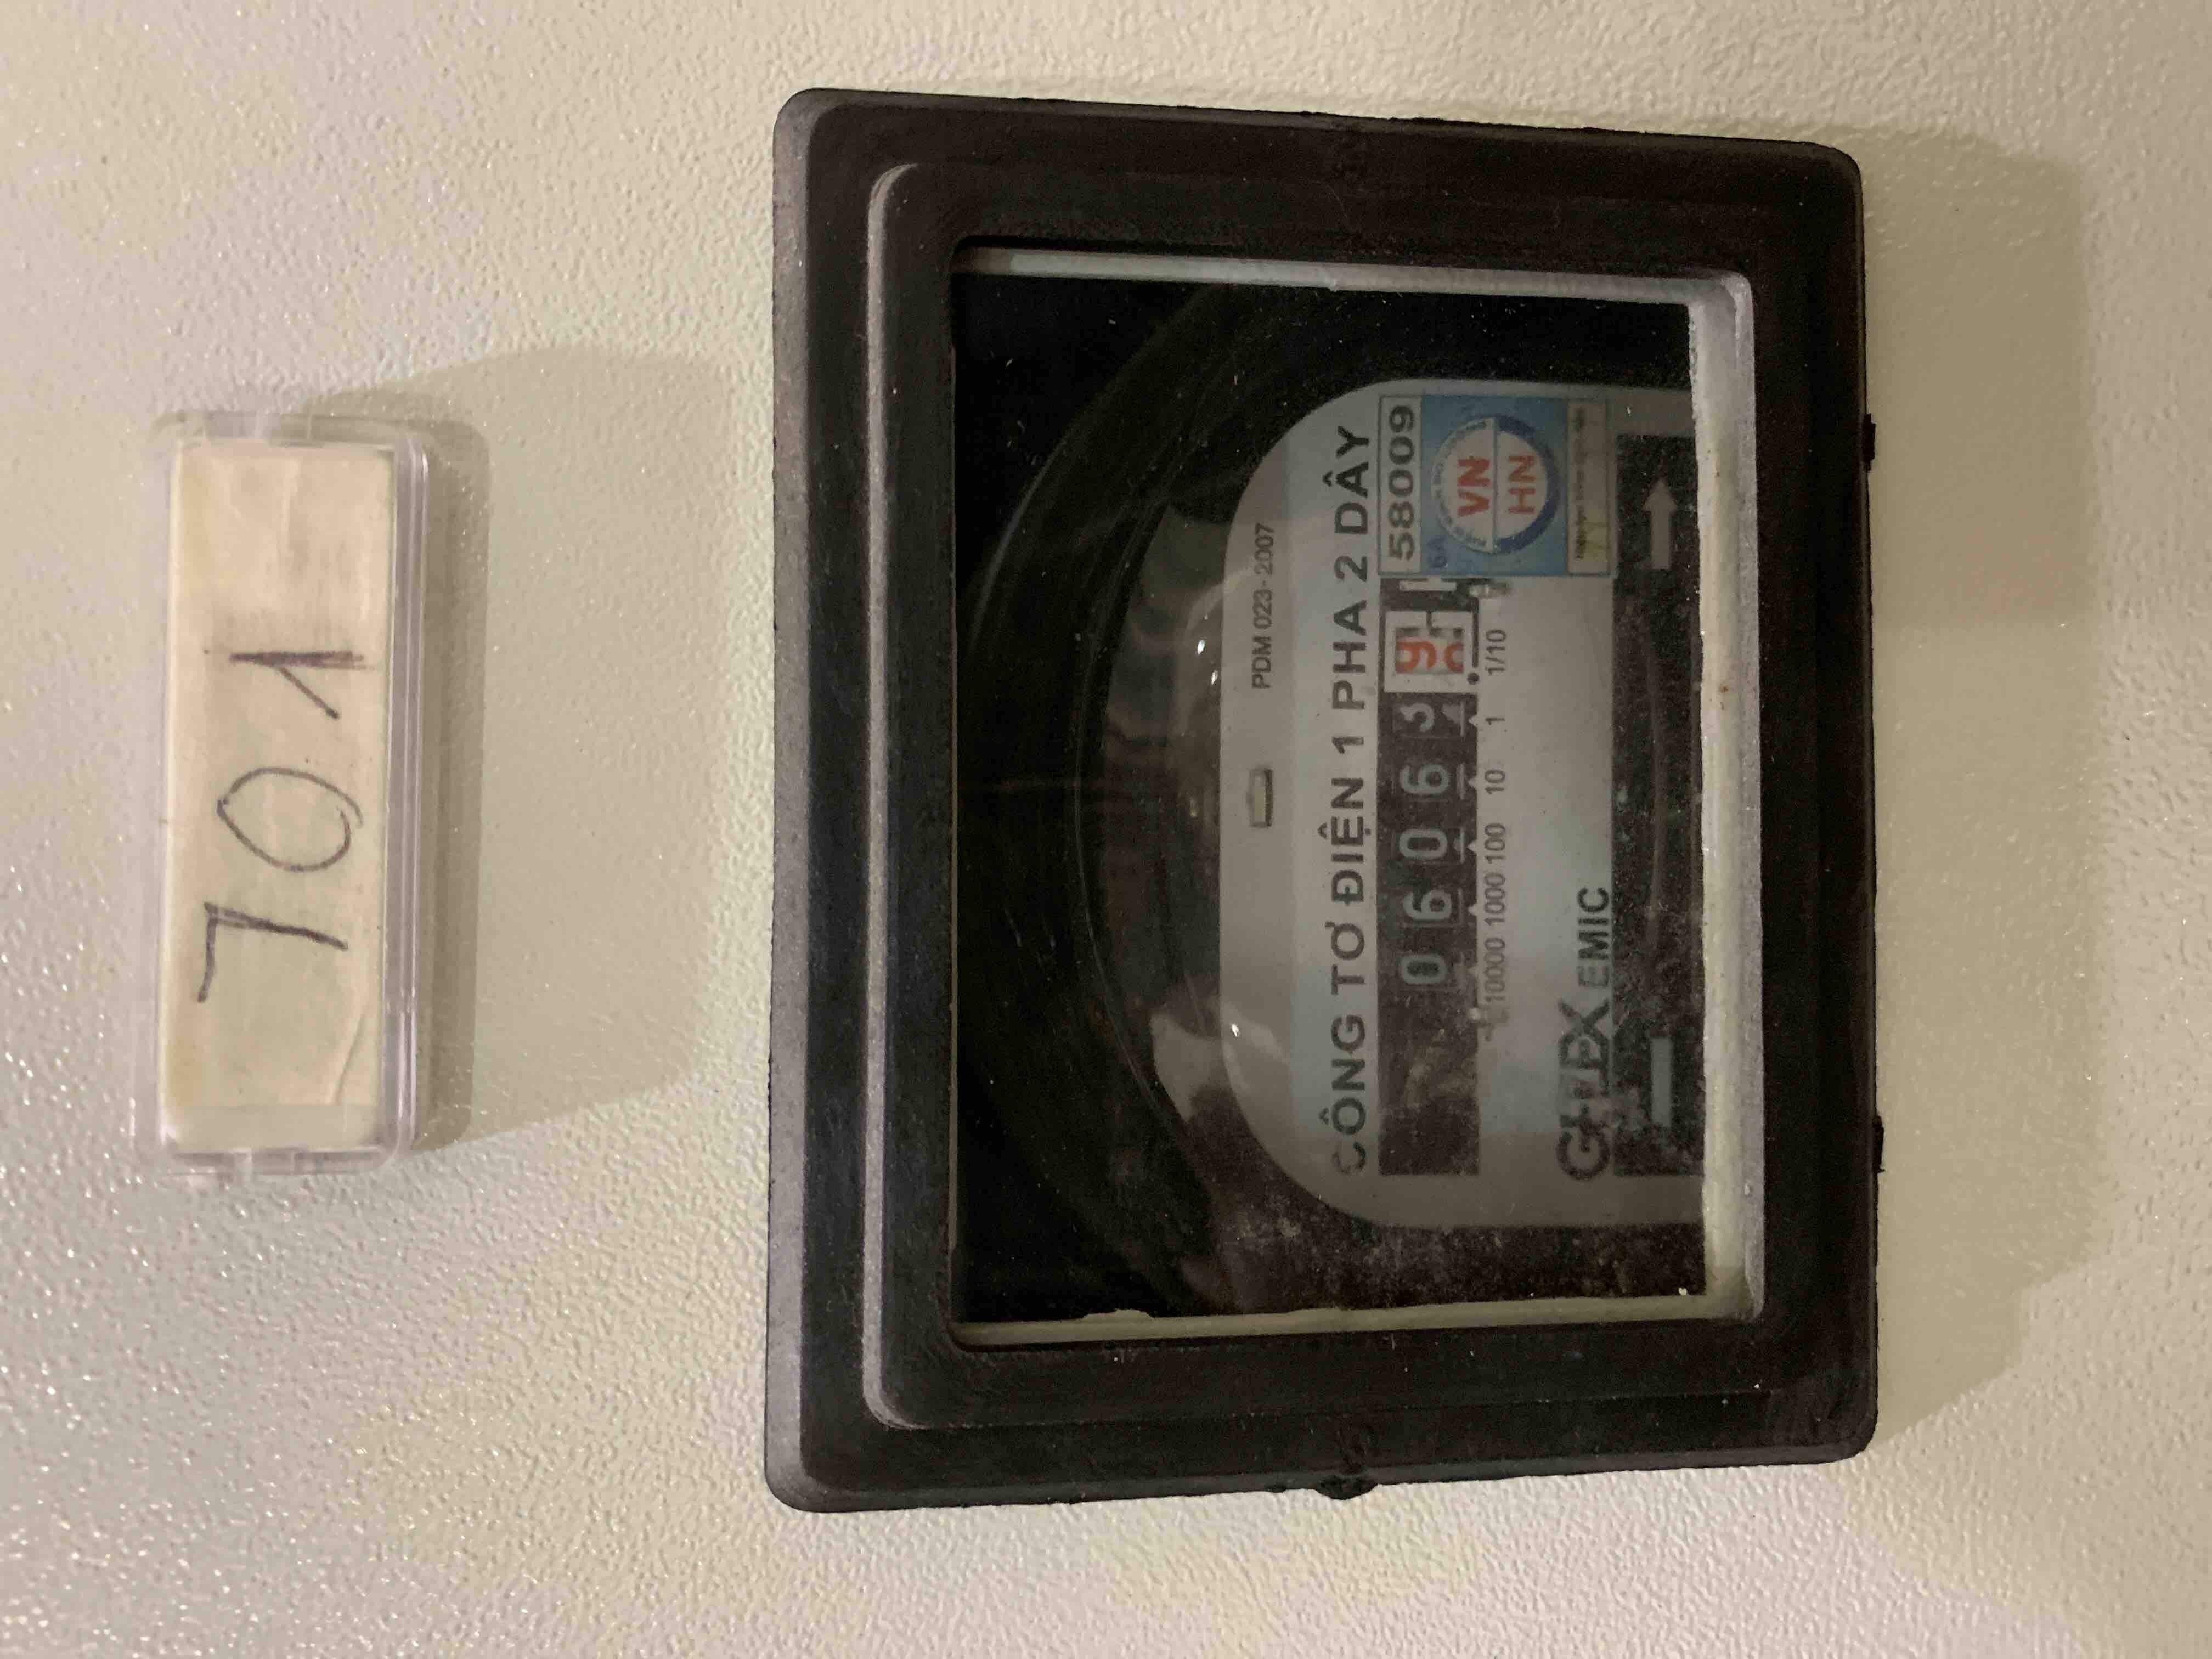 701
PDM 023-2007
CÔNG TƠ ĐIỆN 1 PHA 2 DÂY
58009
0 6 0 6 3 9
10000 1000 100 10 1 1/10
6A
VN
HN
EMIC